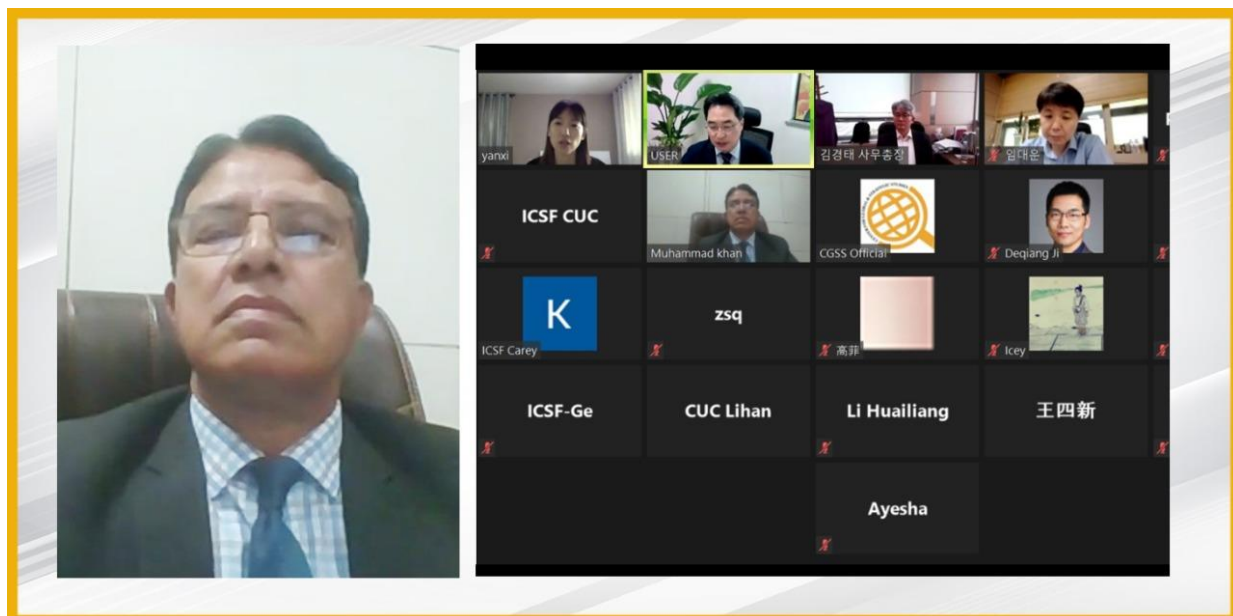 yanxi
USER
김경태 사무총장
임대운
ICSF CUC
Muhammad khan
CGSS Official
Deqiang Ji
K
ICSF Carey
zsq
高菲
Icey
ICSF-Ge
CUC Lihan
Li Huailiang
王四新
Ayesha